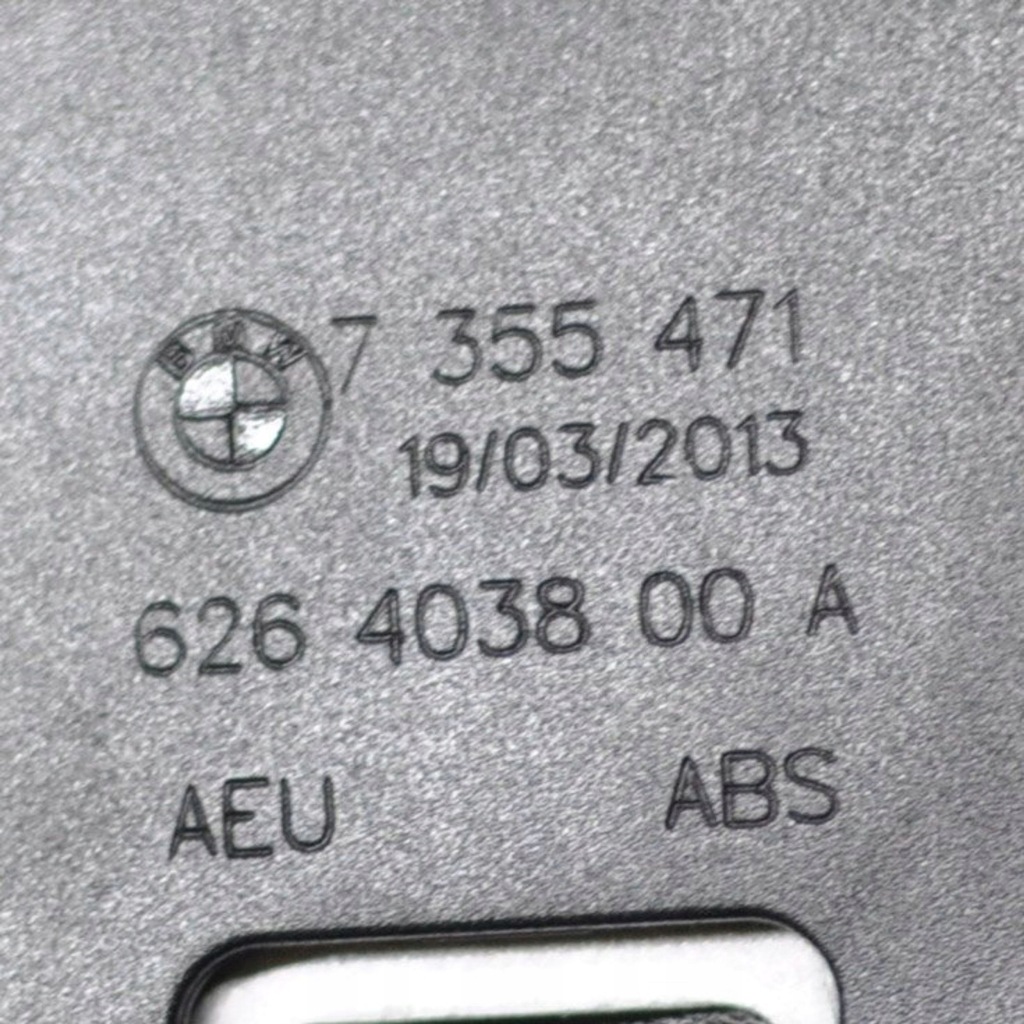 BMW 7 355 471
19/03/2013
626 4038 00 A
AEU ABS